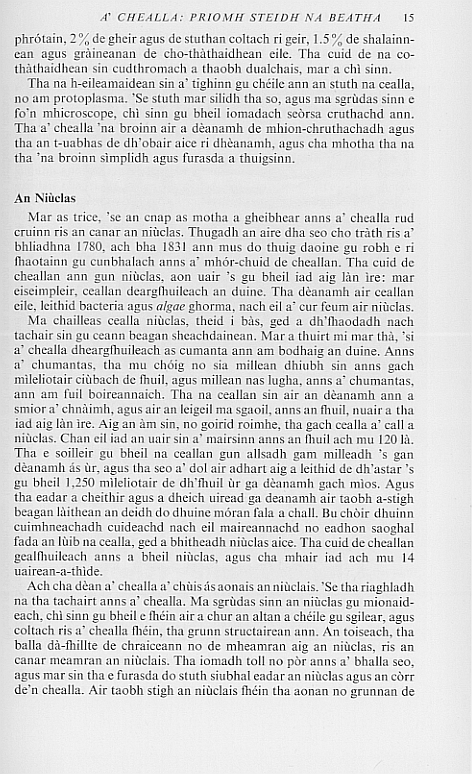 A' CHEALLA: PRIOMH STEIDH NA BEATHA 15
phrótain, 2% de gheir agus de stuthan coltach ri geir, 1.5% de shalainn-
ean agus gràineanan de cho-thàthaidhean eile. Tha cuid de na co-
thàthaidhean sin cudthromach a thaobh dualchais, mar a chì sinn.
Tha na h-eileamaidean sin a' tighinn gu chéile ann an stuth na cealla,
no am protoplasma. 'Se stuth mar silidh tha so, agus ma sgrùdas sinn e
fo'n mhicroscope, chì sinn gu bheil iomadach seòrsa cruthachd ann.
Tha a' chealla 'na broinn air a dèanamh de mhion-chruthachadh agus
tha an t-uabhas de dh'obair aice ri dhèanamh, agus cha mhotha tha na
tha 'na broinn sìmplidh agus furasda a thuigsinn.
An Niùclas
Mar as trice, 'se an cnap as motha a gheibhear anns a' chealla rud
cruinn ris an canar an niùclas. Thugadh an aire dha seo cho tràth ris a'
bhliadhna 1780, ach bha 1831 ann mus do thuig daoine gu robh e ri
fhaotainn gu cunbhalach anns a' mhór-chuid de cheallan. Tha cuid de
cheallan ann gun niùclas, aon uair 's gu bheil iad aig làn ìre: mar
eiseimpleir, ceallan deargfhuileach an duine. Tha dèanamh air ceallan
eile, leithid bacteria agus algae ghorma, nach eil a' cur feum air niùclas.
Ma chailleas cealla niùclas, theid i bàs, ged a dh'fhaodadh nach
tachair sin gu ceann beagan sheachdainean. Mar a thuirt mi mar thà, 'si
a' chealla dheargfhuileach as cumanta ann am bodhaig an duine. Anns
a' chumantas, tha mu chóig no sia millean dhiubh sin anns gach
mìleliotair ciùbach de fhuil, agus millean nas lugha, anns a' chumantas,
ann am fuil boireannaich. Tha na ceallan sin air an dèanamh ann a
smior a' chnàimh, agus air an leigeil ma sgaoil, anns an fhuil, nuair a tha
iad aig làn ìre. Aig an àm sin, no goirid roimhe, tha gach cealla a' call a
niùclas. Chan eil iad an uair sin a' mairsinn anns an fhuil ach mu 120 là.
Tha e soilleir gu bheil na ceallan gun allsadh gam milleadh 's gan
dèanamh ás ùr, agus tha seo a' dol air adhart aig a leithid de dh'astar 's
gu bheil 1,250 mìleliotair de dh'fhuil ùr ga dèanamh gach mìos. Agus
tha eadar a cheithir agus a dheich uiread ga deanamh air taobh a-stigh
beagan làithean an deidh do dhuine móran fala a chall. Bu chòir dhuinn
cuimhneachadh cuideachd nach eil maireannachd no eadhon saoghal
fada an lùib na cealla, ged a bhitheadh niùclas aice. Tha cuid de cheallan
gealfhuileach anns a bheil niùclas, agus cha mhair iad ach mu 14
uairean-a-thìde.
Ach cha dèan a' chealla a' chùis ás aonais an niùclais. 'Se tha riaghladh
na tha tachairt anns a' chealla. Ma sgrùdas sinn an niùclas gu mionaid-
each, chì sinn gu bheil e fhéin air a chur an altan a chéile gu sgilear, agus
coltach ris a' chealla fhéin, tha grunn structairean ann. An toiseach, tha
balla dà-fhillte de chraiceann no de mheamran aig an niùclas, ris an
canar meamran an niùclais. Tha iomadh toll no pòr anns a' bhalla seo,
agus mar sin tha e furasda do stuth siubhal eadar an niùclas agus an còrr
de'n chealla. Air taobh stigh an niùclais fhéin tha aonan no grunnan de